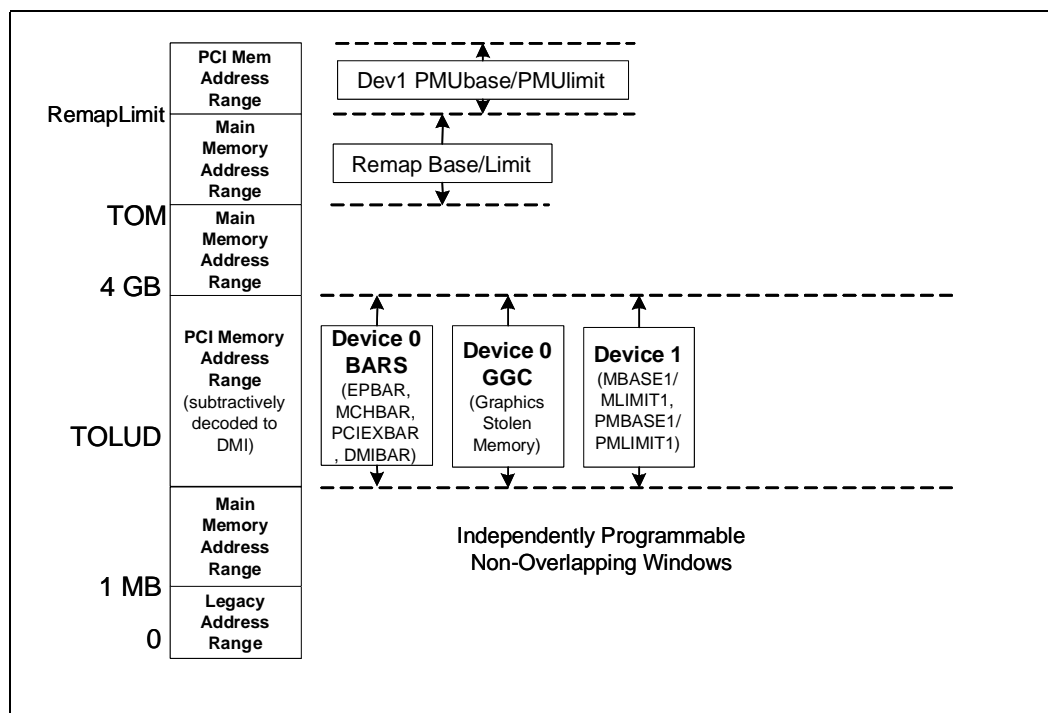 PCI Mem
Address
Range
Dev1 PMUbase/PMUlimit
RemapLimit
Main
Memory
Address
Range
Remap Base/Limit
TOM
Main
Memory
Address
Range
4 GB
PCI Memory
Address
Range
(subtractively
decoded to
DMI)
Device 0
BARS
(EPBAR,
MCHBAR,
PCIEXBAR
, DMIBAR)
Device 0
GGC
(Graphics
Stolen
Memory)
Device 1
(MBASE1/
MLIMIT1,
PMBASE1/
PMLIMIT1)
TOLUD
Main
Memory
Address
Range
Independently Programmable
Non-Overlapping Windows
1 MB
Legacy
Address
Range
0